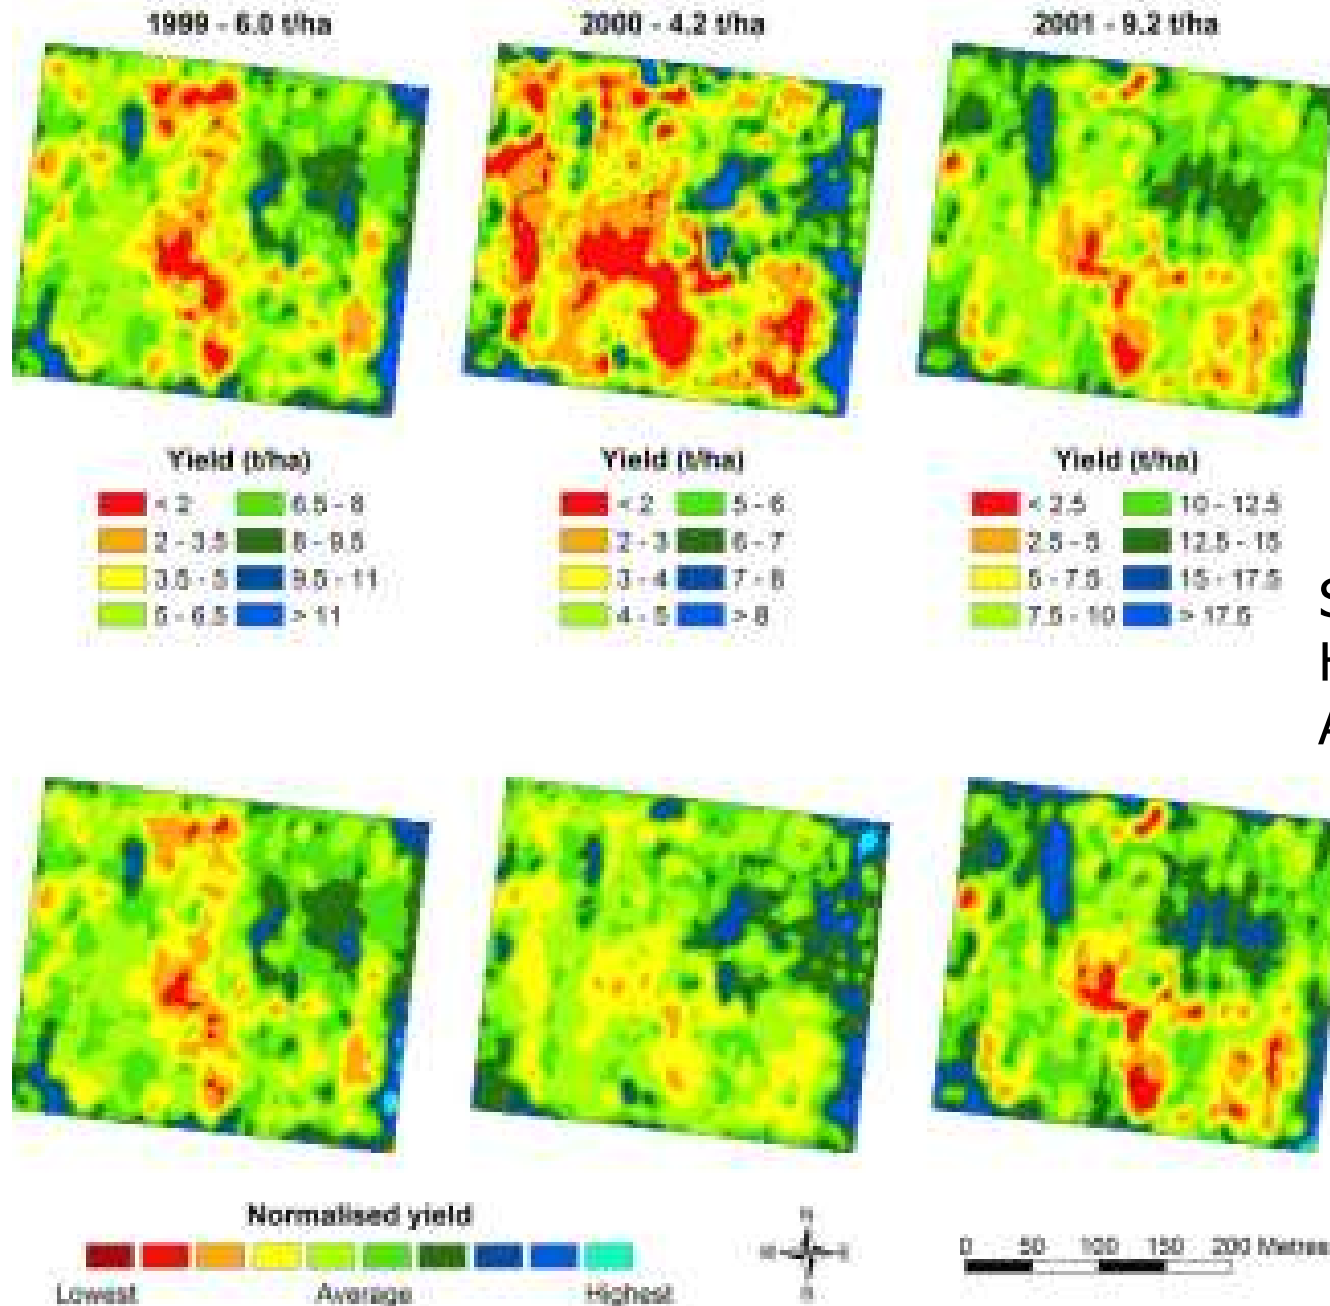 1999 - 6.0 t/ha
2000 - 4.2 t/ha
2001 - 9.2 t/ha
Yield (t/ha)
< 2 6.5 - 8
2 - 3.5 8 - 9.5
3.5 - 5 9.5 - 11
5 - 6.5 > 11
Yield (t/ha)
< 2 5 - 6
2 - 3 6 - 7
3 - 4 7 - 8
4 - 5 > 8
Yield (t/ha)
< 2.5 10 - 12.5
2.5 - 5 12.5 - 15
5 - 7.5 15 - 17.5
7.5 - 10 > 17.5
S
A
Normalised yield
Lowest Average Highest
N
W E
S
0 50 100 150 200 Metres